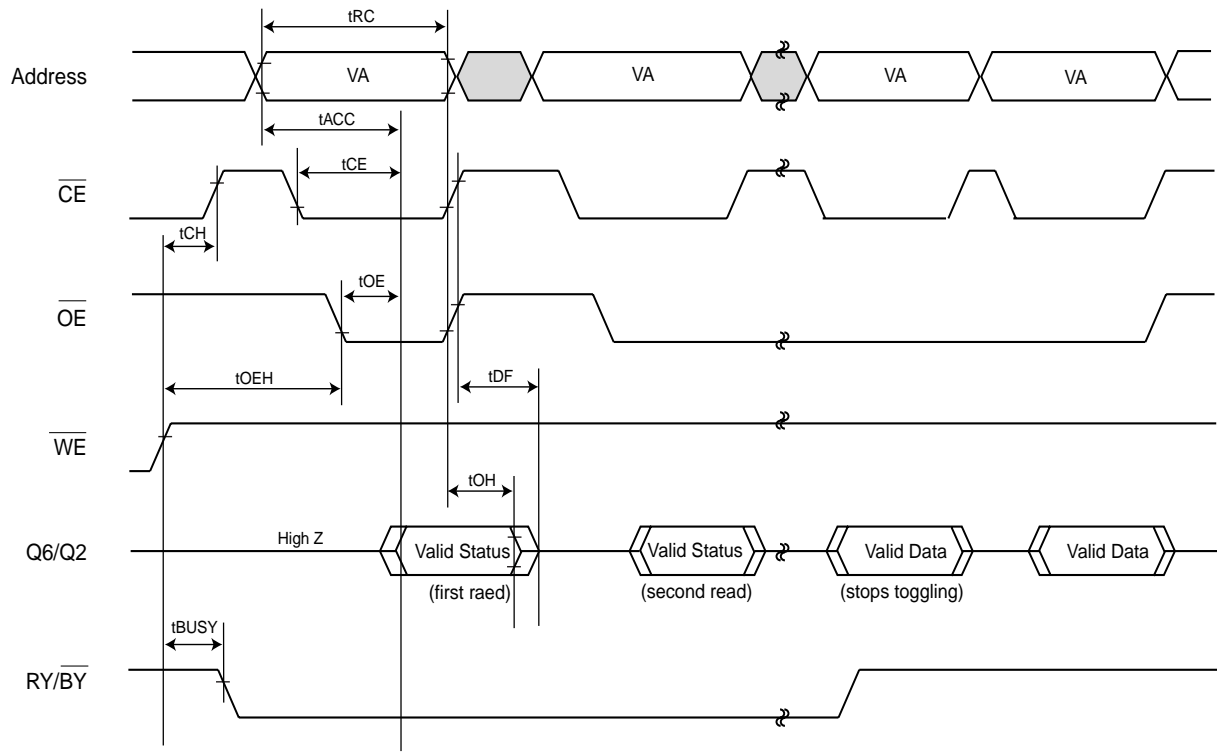 tRC
Address VA VA VA VA
tACC
tCE
CE
tCH
tOE
OE
tOEH tDF
WE
tOH
High Z
Q6/Q2 Valid Status Valid Status Valid Data Valid Data
(first raed) (second read) (stops toggling)
tBUSY
RY/BY